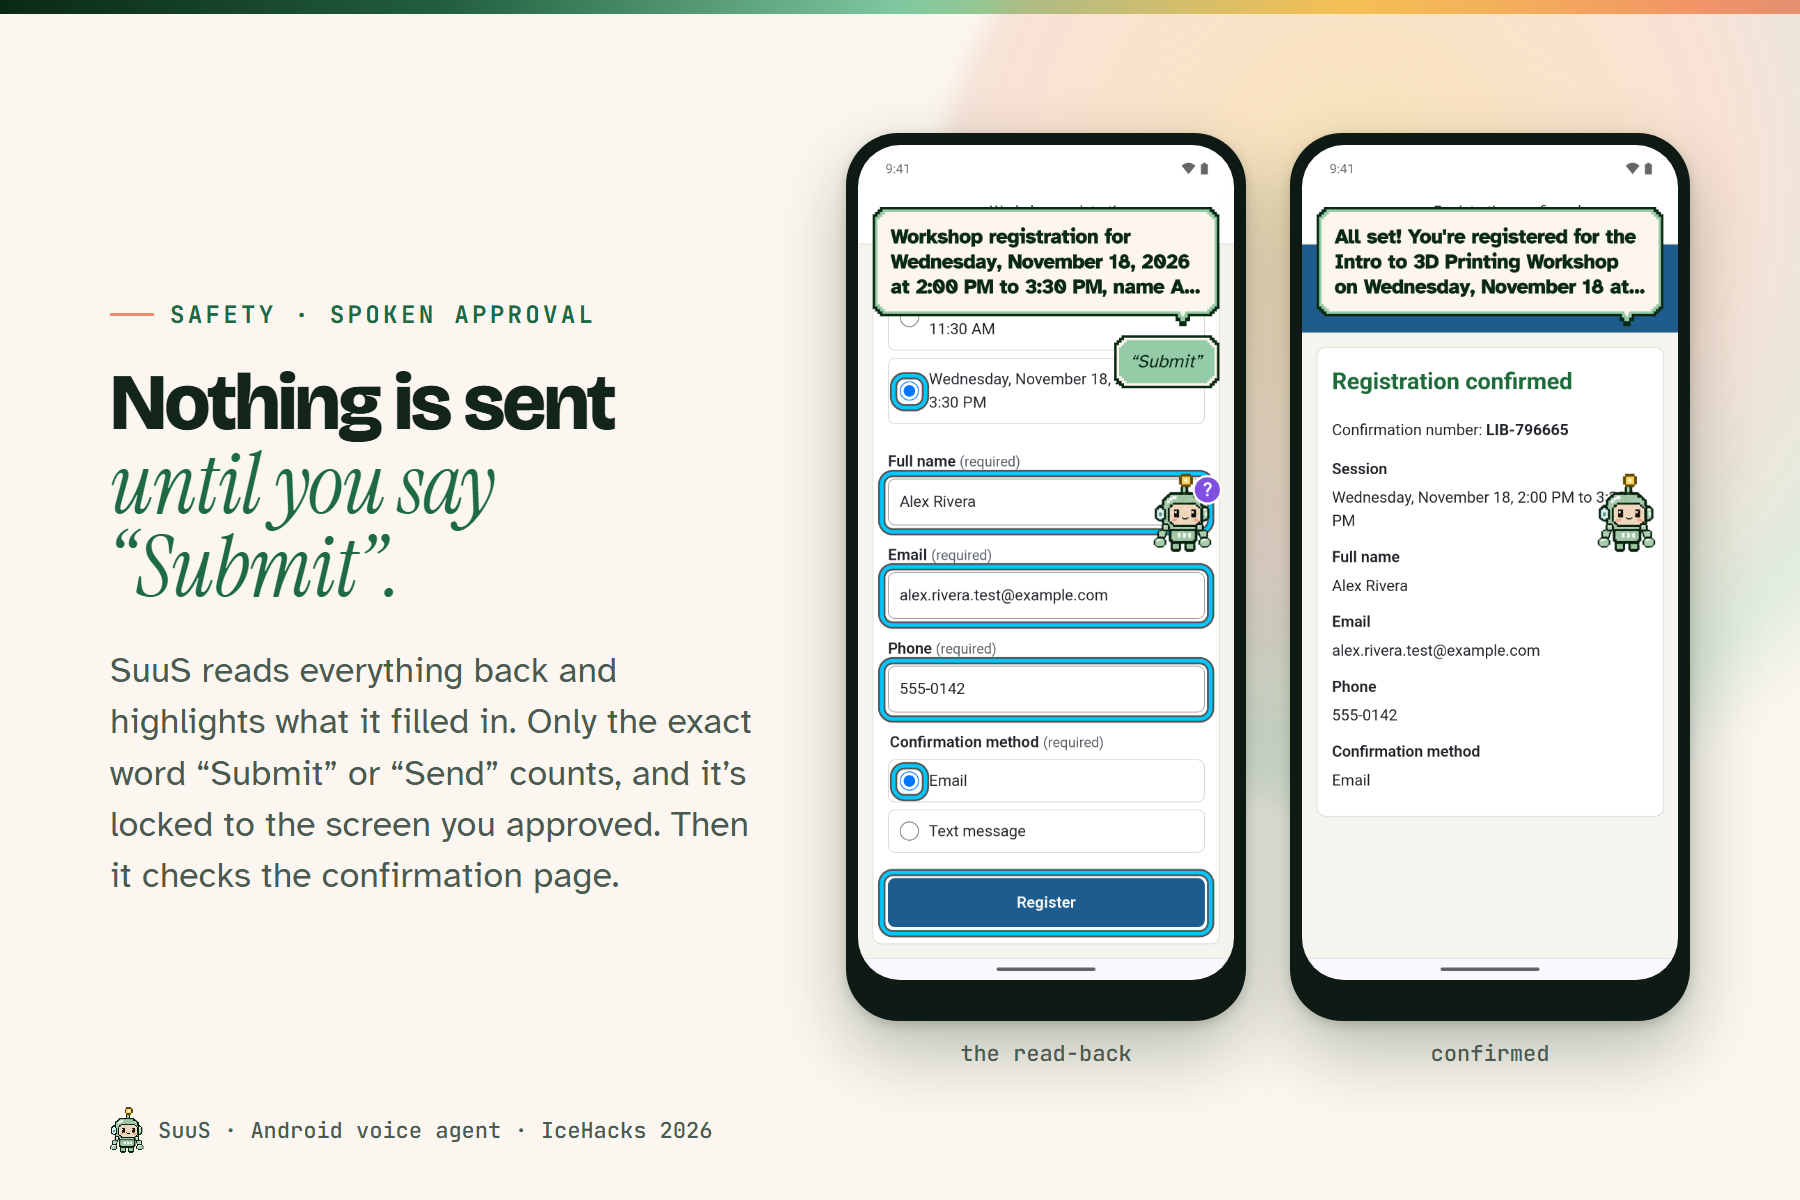 SAFETY · SPOKEN APPROVAL
Nothing is sent
until you say
“Submit”.
SuuS reads everything back and
highlights what it filled in. Only the exact
word “Submit” or “Send” counts, and it’s
locked to the screen you approved. Then
it checks the confirmation page.
9:41
Workshop registration for
Wednesday, November 18, 2026
at 2:00 PM to 3:30 PM, name A...
11:30 AM
“Submit”
Wednesday, November 18,
3:30 PM
Full name (required)
Alex Rivera
?
Email (required)
alex.rivera.test@example.com
Phone (required)
555-0142
Confirmation method (required)
Email
Text message
Register
the read-back
9:41
All set! You're registered for the
Intro to 3D Printing Workshop
on Wednesday, November 18 at...
Registration confirmed
Confirmation number: LIB-796665
Session
Wednesday, November 18, 2:00 PM to
PM
Full name
Alex Rivera
Email
alex.rivera.test@example.com
Phone
555-0142
Confirmation method
Email
confirmed
SuuS · Android voice agent · IceHacks 2026